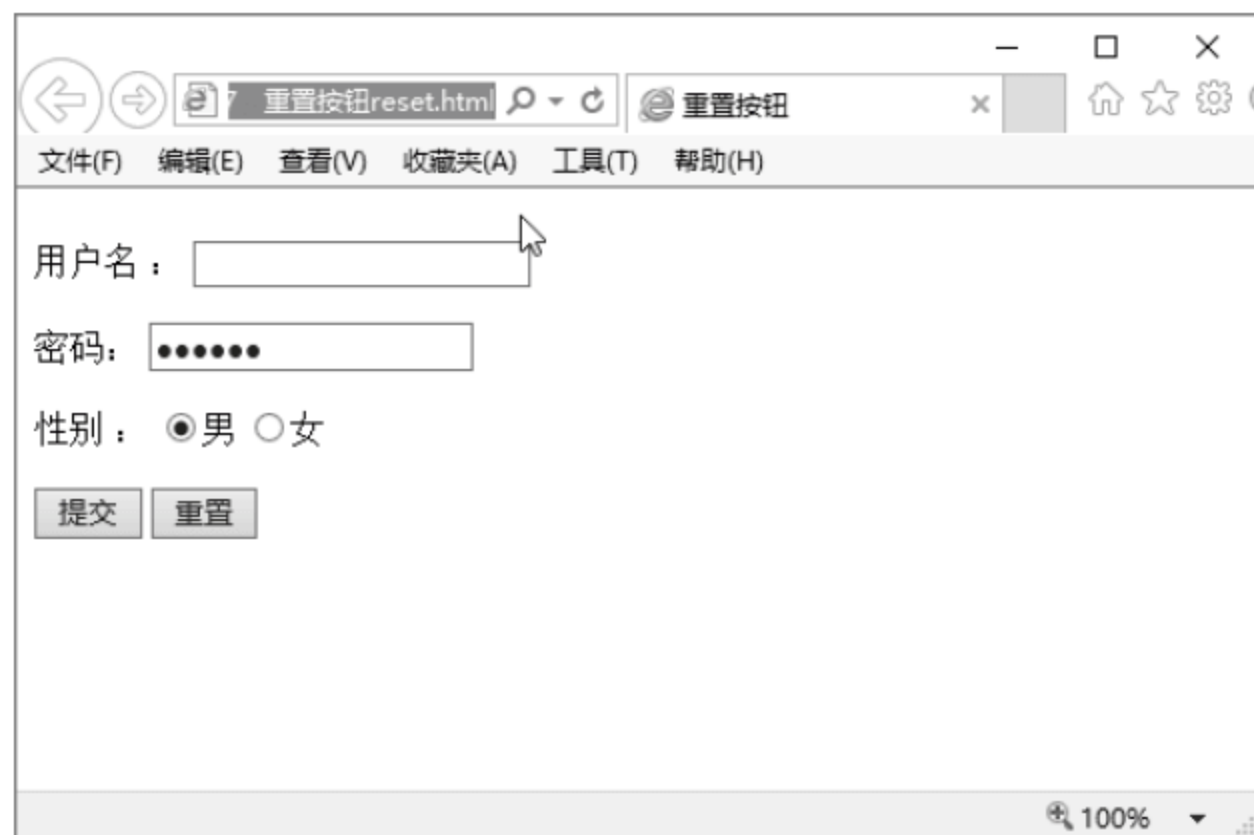 7 重置按钮reset.html 重置按钮
文件(F) 编辑(E) 查看(V) 收藏夹(A) 工具(T) 帮助(H)
用户名：
密码： ●●●●●●
性别： 男 女
提交 重置
100%